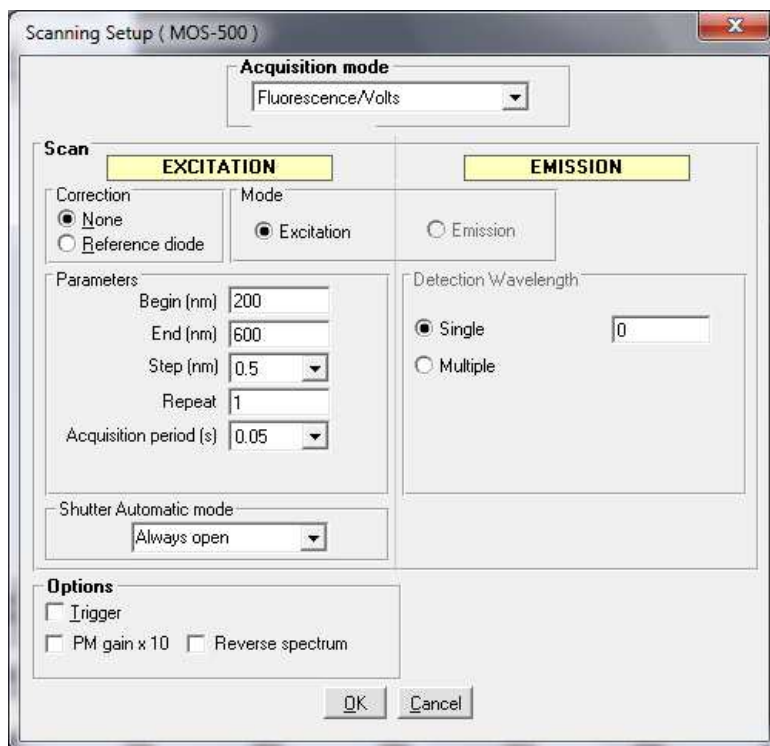 Scanning Setup ( MOS-500 )
Acquisition mode
Fluorescence/Volts
Scan
EXCITATION
EMISSION
Correction
None
Reference diode
Mode
Excitation
Emission
Parameters
Begin (nm) 200
End (nm) 600
Step (nm) 0.5
Repeat 1
Acquisition period (s) 0.05
Detection Wavelength
Single 0
Multiple
Shutter Automatic mode
Always open
Options
Trigger
PM gain x 10 Reverse spectrum
OK Cancel